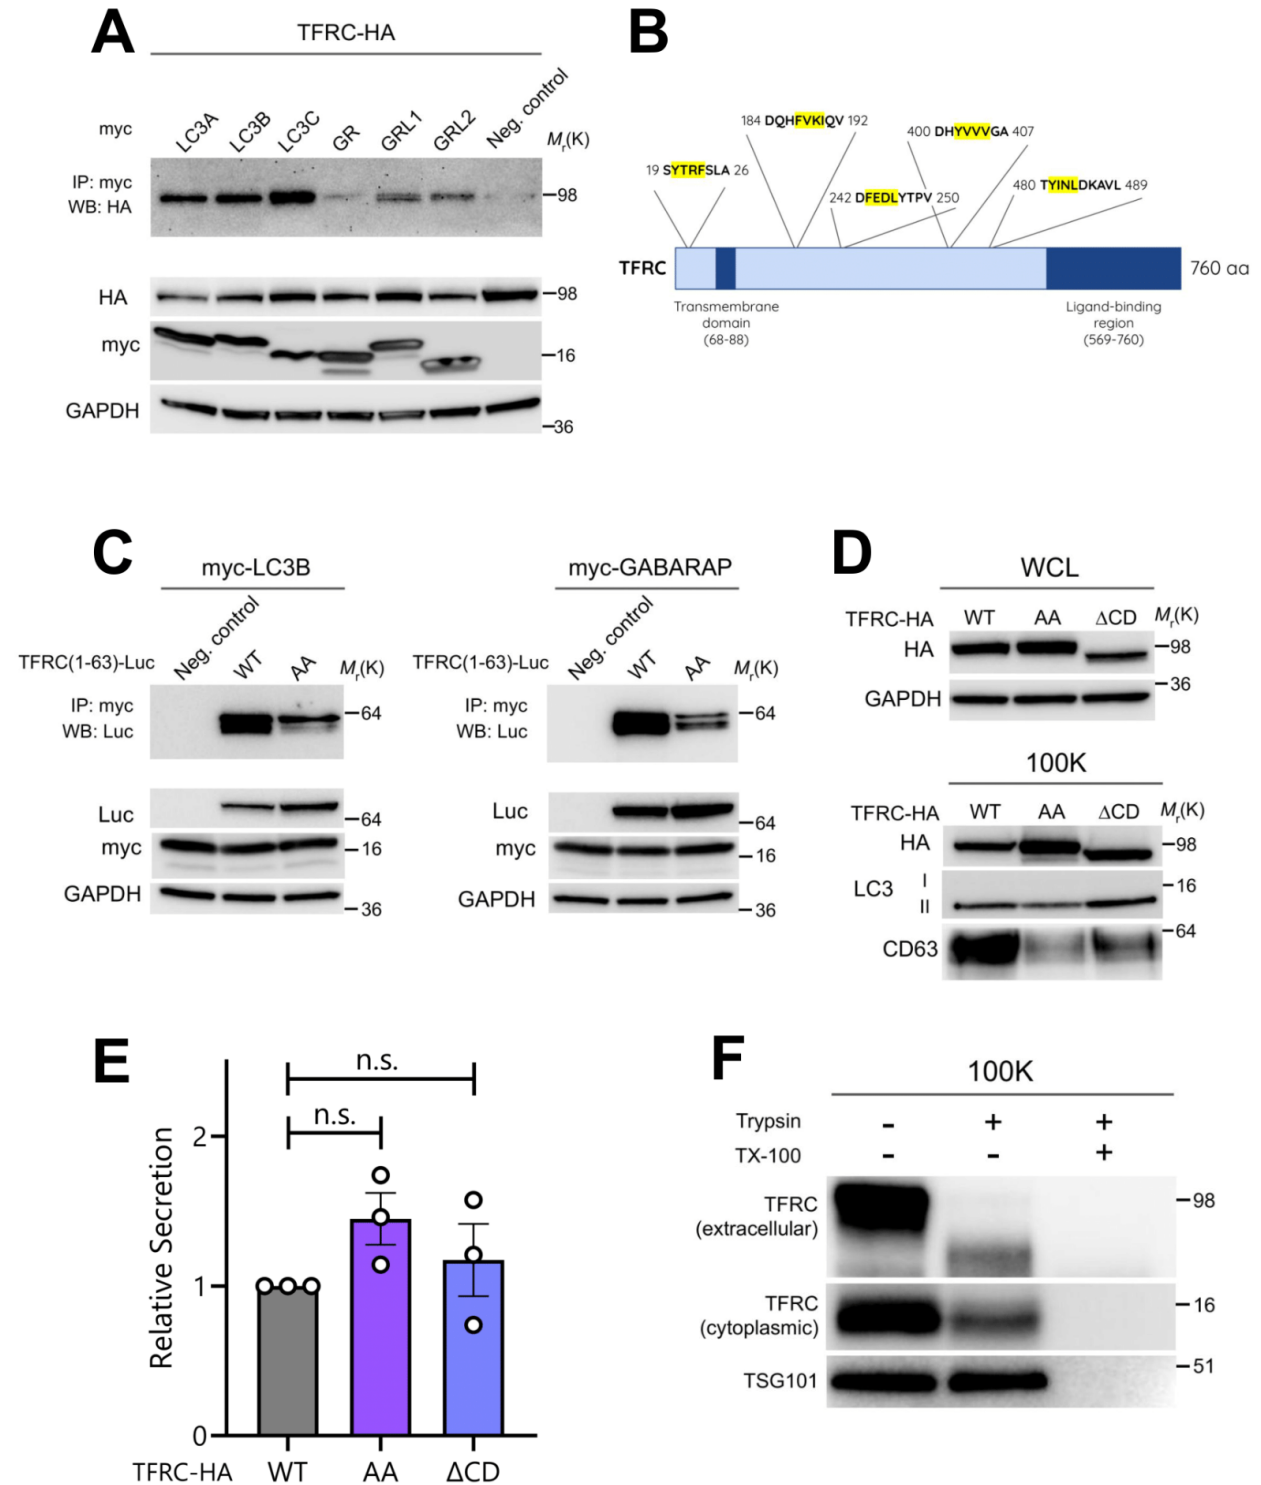 A
TFRC-HA
myc
LC3A
LC3B
LC3C
GR
GRL1
GRL2
Neg. control
Mr(K)
IP: myc
WB: HA
98
HA
98
myc
16
GAPDH
36
B
184 DQHFVKIQV 192
400 DHYVVVGA 407
19 SYTRFSLA 26
242 DFEDLYTPV 250
480 TYINLDKAVL 489
TFRC
760 aa
Transmembrane
domain
(68-88)
Ligand-binding
region
(569-760)
C
myc-LC3B
TFRC(1-63)-Luc
Neg. control
WT
AA
Mr(K)
IP: myc
WB: Luc
64
Luc
64
myc
16
GAPDH
36
myc-GABARAP
TFRC(1-63)-Luc
Neg. control
WT
AA
Mr(K)
IP: myc
WB: Luc
64
Luc
64
myc
16
GAPDH
36
D
WCL
TFRC-HA WT AA ΔCD Mr(K)
HA
98
36
GAPDH
100K
TFRC-HA WT AA ΔCD Mr(K)
HA
98
LC3
I
II
16
64
CD63
E
Relative Secretion
n.s.
n.s.
2
1
0
TFRC-HA WT AA ΔCD
F
100K
Trypsin - + +
TX-100 - - +
TFRC
(extracellular)
98
TFRC
(cytoplasmic)
16
TSG101
51